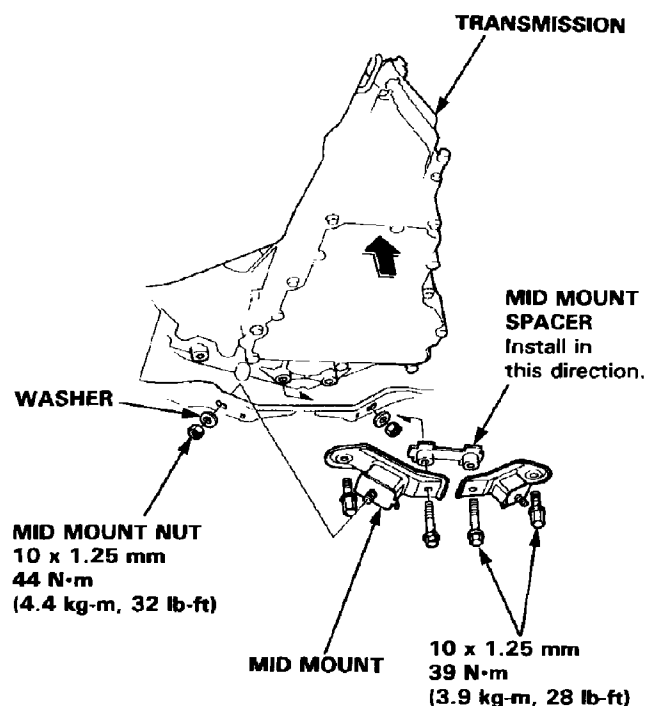 TRANSMISSION
MID MOUNT
SPACER
Install in
this direction.
WASHER
MID MOUNT NUT
10 x 1.25 mm
44 N·m
(4.4 kg-m, 32 lb-ft)
MID MOUNT
10 x 1.25 mm
39 N·m
(3.9 kg-m, 28 lb-ft)